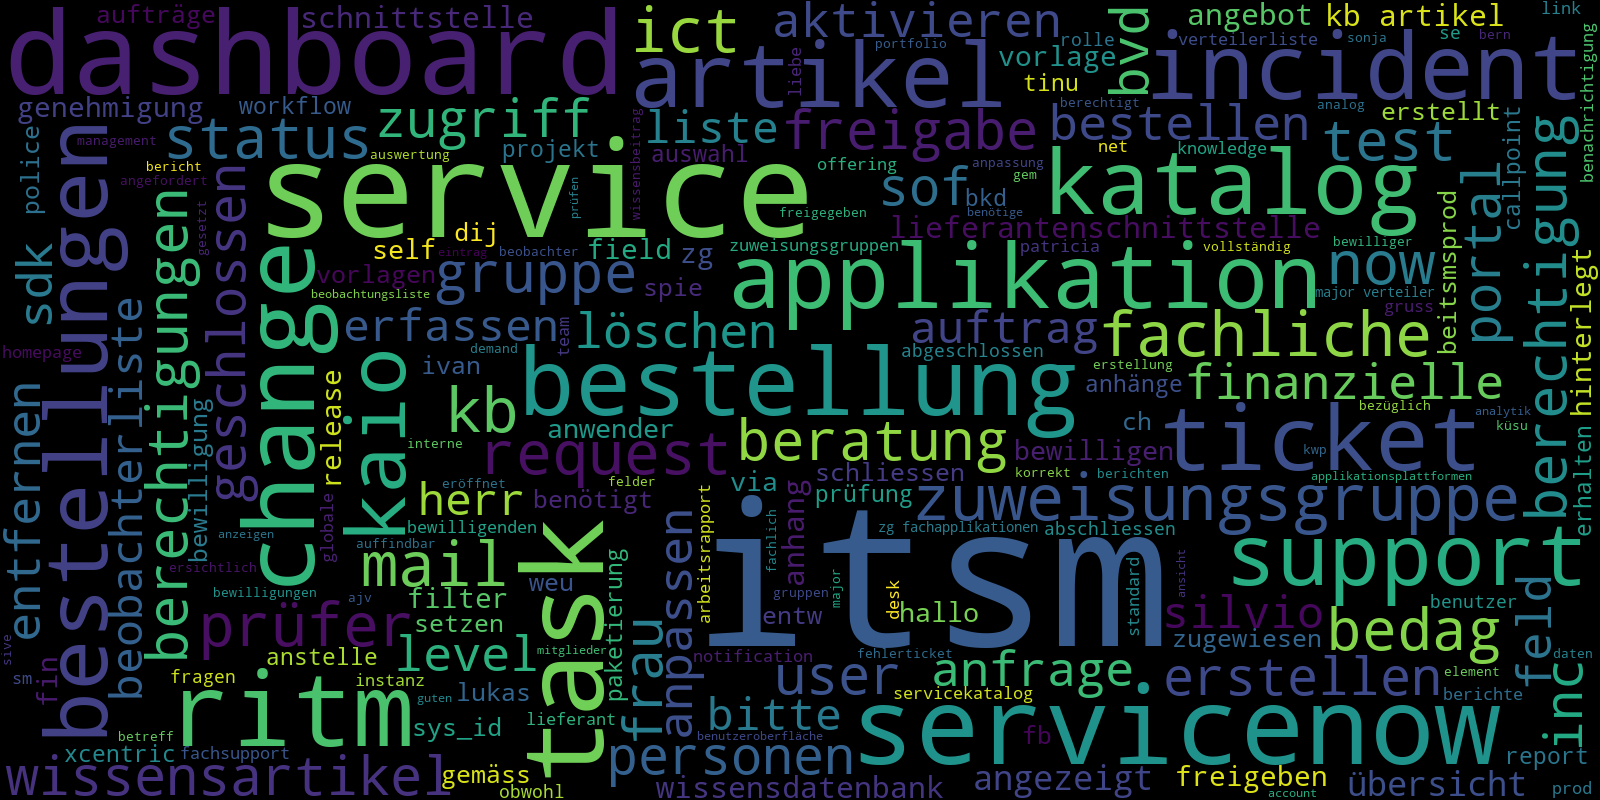 aufträge schnittstelle ict aktivieren bvd angebot kb artikel link
dashboard artikel portfolio liebe vorlage rolle incident verteilerliste sonja se bern
tinu benachrichtigung
genehmigung workflow zugriff liste freigabe bestellen berechtigt analog erstellt
status auswertung projekt auswahl offering anpassung net knowledge test callpoint
management bericht police angefordert service prüfen wissensbeitrag sof bkd gem katalog
bestellungen berechtigungen geschlossen gesetzt freigegeben benötige beitsmsprod portal berechtigung
lieferantenschnittstelle
self dij eintrag beobachter field zg zuweisungsgruppen patricia vollständig bewilliger
sdk vorlagen gruppe spie applikation now hinterlegt
beobachtungsliste major verteiler
change erfassen team löschen auftrag fachliche gruss
homepage beobachterliste demand abgeschlossen
kaio ivan bestellung erstellung anhänge finanzielle
entfernen release kb bezüglich analytik
bewilligung interne anwender ch ticket küsu
request beratung bewilligen kwp
eröffnet felder schliessen korrekt berichten applikationsplattformen
herr benötigt via prüfung zuweisungsgruppe erhalten
globale bewilligenden anhang zg fachapplikationen abschliessen
anzeigen auffindbar task itsm support
ersichtlich mail arbeitsrapport fachlich
bewilligungen ajv filter weu paketierung anpassen gruppen major desk standard ansicht benutzer feld
prüfer setzen entw hallo silvio bedag
sive anstelle level mitglieder frau notification fehlerticket zugewiesen daten
sm fin fragen instanz user anfrage erstellen element inc
ritm guten lukas servicekatalog berichte
betreff sys_id lieferant bitte servicenow
xcentric fachsupport personen benutzeroberfläche fb report
wissensartikel gemäss wissensdatenbank angezeigt freigeben übersicht
obwohl account prod